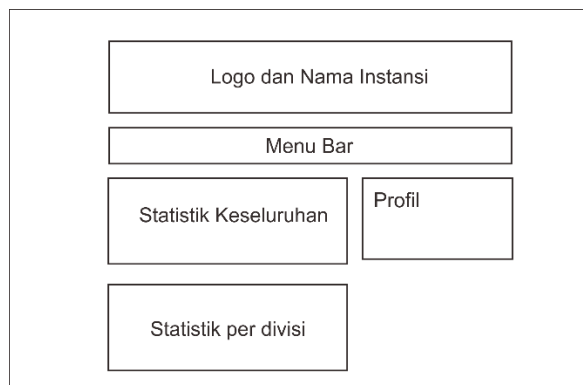 Logo dan Nama Instansi
Menu Bar
Statistik Keseluruhan
Profil
Statistik per divisi